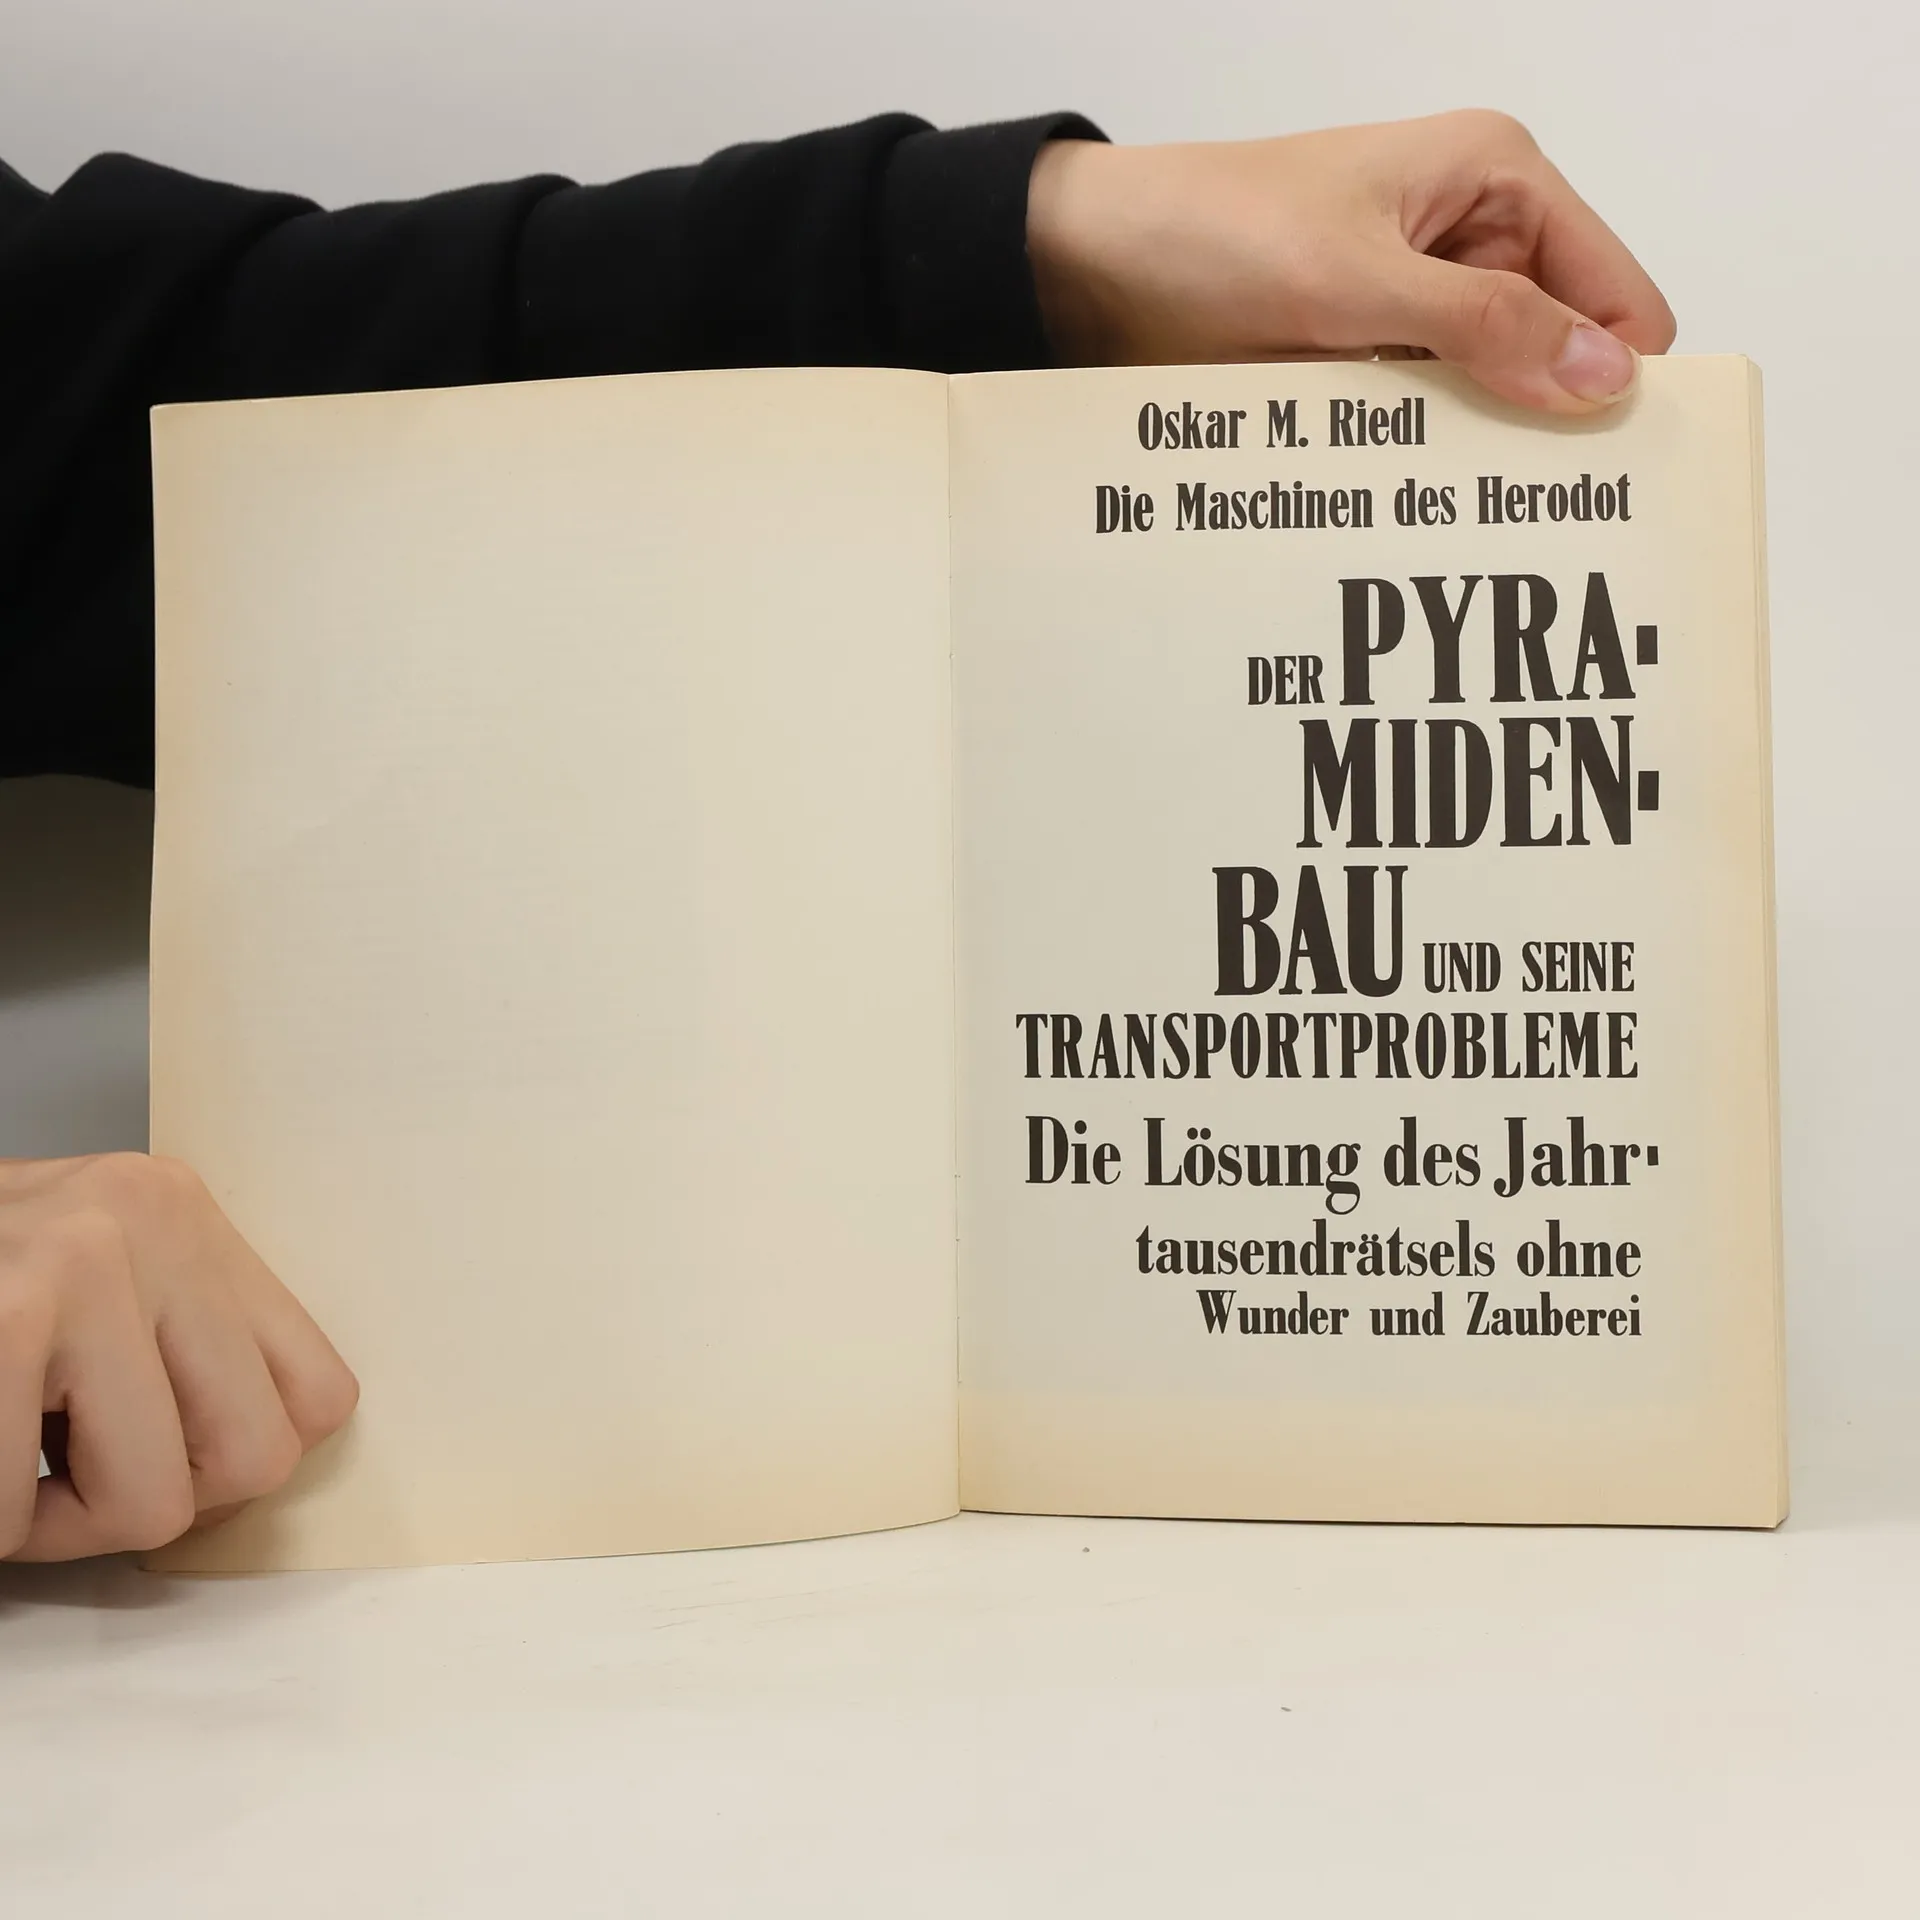 Oskar M. Riedl
Die Maschinen des Herodot
DER PYRA-
MIDEN-
BAU UND SEINE
TRANSPORTPROBLEME
Die Lösung des Jahr-
tausendrätsels ohne
Wunder und Zauberei